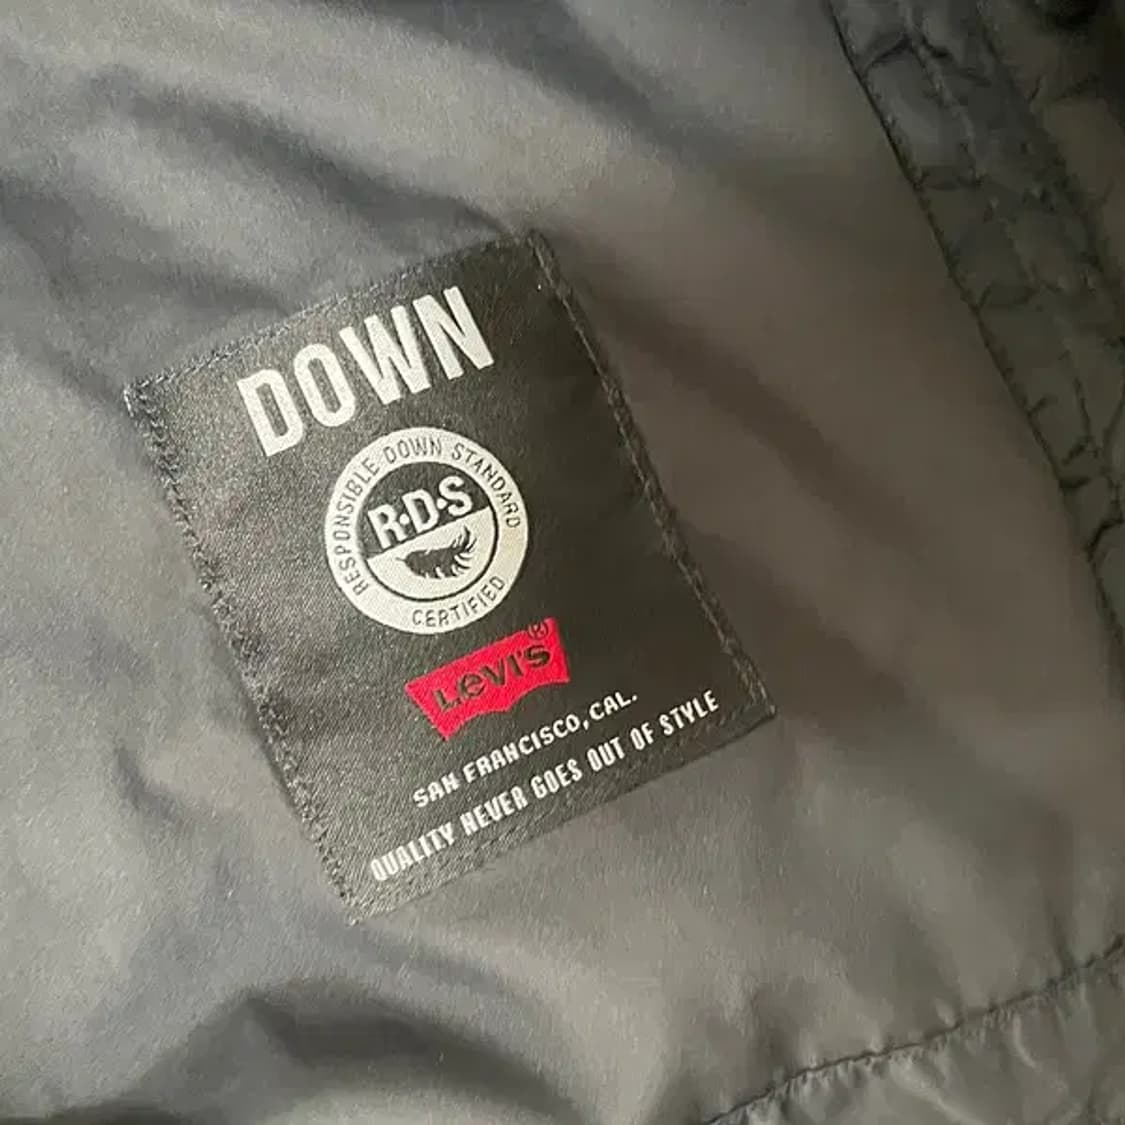 DOWN
RESPONSIBLE DOWN STANDARD
R·D·S
CERTIFIED
Levi's®
SAN FRANCISCO, CAL.
QUALITY NEVER GOES OUT OF STYLE